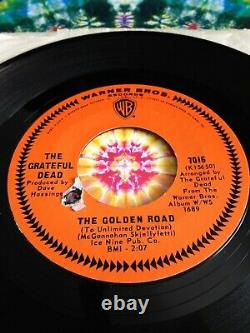 WARNER BROS.
RECORDS
WB
THE
GRATEFUL
DEAD
Produced by
Dave
Hassinger
7016
(K15650)
Arranged by
The Grateful
Dead
From The
Warner Bros.
Album W/WS
1689
THE GOLDEN ROAD
(To Unlimited Devotion)
(McGannahan Skjellyfetti)
Ice Nine Pub. Co.
BMI - 2:07